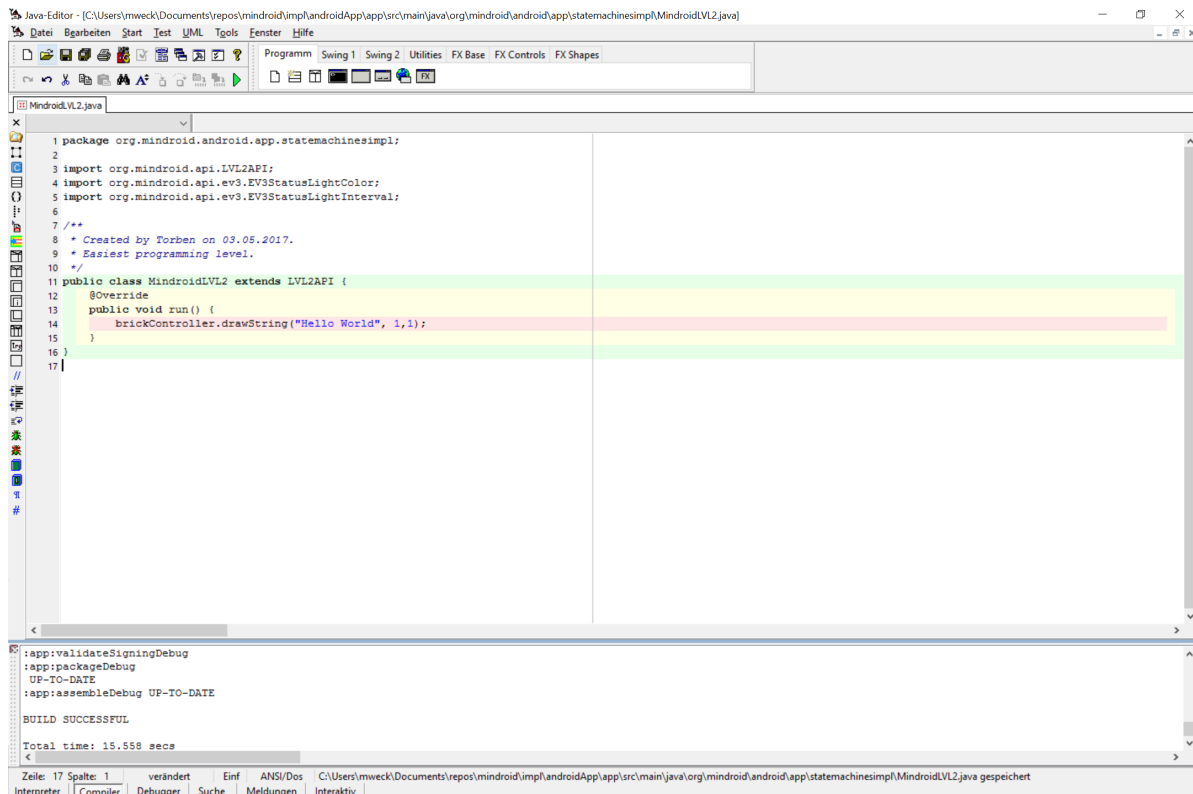 Java-Editor - [C:\Users\mweck\Documents\repos\mindroid\impl\androidApp\app\src\main\java\org\mindroid\android\app\statemachinesimpl\MindroidLVL2.java]
Datei Bearbeiten Start Test UML Tools Fenster Hilfe
Programm Swing 1 Swing 2 Utilities FX Base FX Controls FX Shapes
MindroidLVL2.java
1 package org.mindroid.android.app.statemachinesimpl;
2
3 import org.mindroid.api.LVL2API;
4 import org.mindroid.api.ev3.EV3StatusLightColor;
5 import org.mindroid.api.ev3.EV3StatusLightInterval;
6
7 /**
8 * Created by Torben on 03.05.2017.
9 * Easiest programming level.
10 */
11 public class MindroidLVL2 extends LVL2API {
12 @Override
13 public void run() {
14 brickController.drawString("Hello World", 1,1);
15 }
16 }
17
:app:validateSigningDebug
:app:packageDebug
UP-TO-DATE
:app:assembleDebug UP-TO-DATE
BUILD SUCCESSFUL
Total time: 15.558 secs
Zeile: 17 Spalte: 1 verändert Einf ANSI/Dos C:\Users\mweck\Documents\repos\mindroid\impl\androidApp\app\src\main\java\org\mindroid\android\app\statemachinesimpl\MindroidLVL2.java gespeichert
Interpreter Compiler Debugger Suche Meldungen Interaktiv